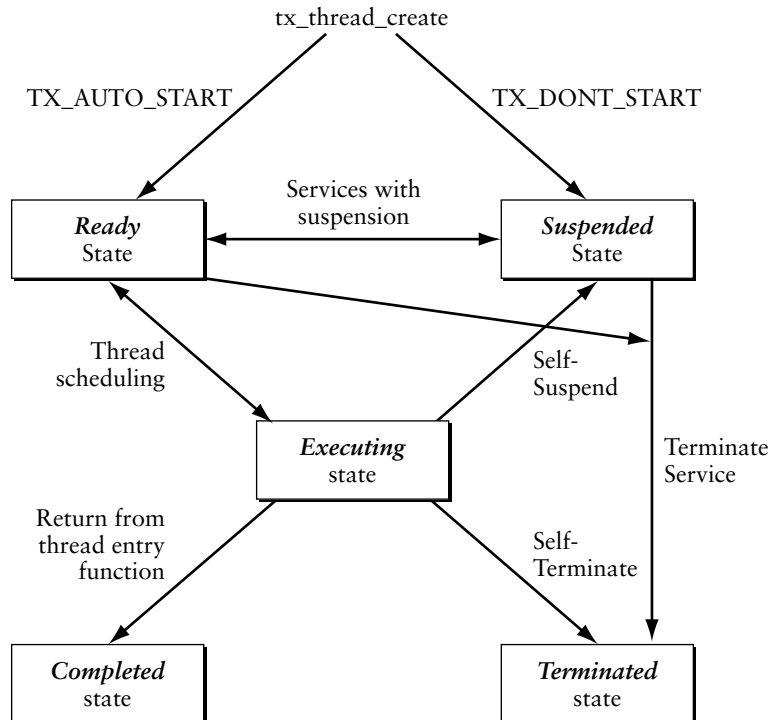 tx_thread_create
TX_AUTO_START
TX_DONT_START
Services with
suspension
Ready
State
Suspended
State
Thread
scheduling
Self-
Suspend
Executing
state
Terminate
Service
Return from
thread entry
function
Self-
Terminate
Completed
state
Terminated
state